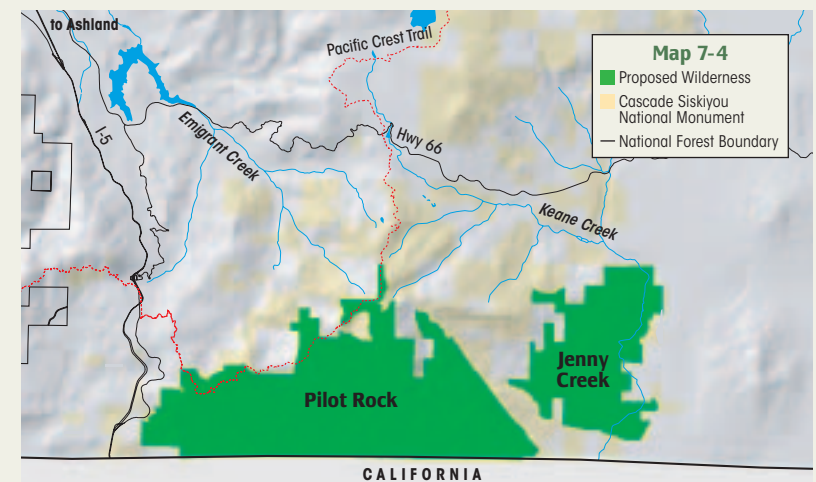 to Ashland
Pacific Crest Trail
Map 7-4
Proposed Wilderness
Cascade Siskiyou
National Monument
National Forest Boundary
I-5
Emigrant Creek
Hwy 66
Keane Creek
Jenny
Creek
Pilot Rock
CALIFORNIA